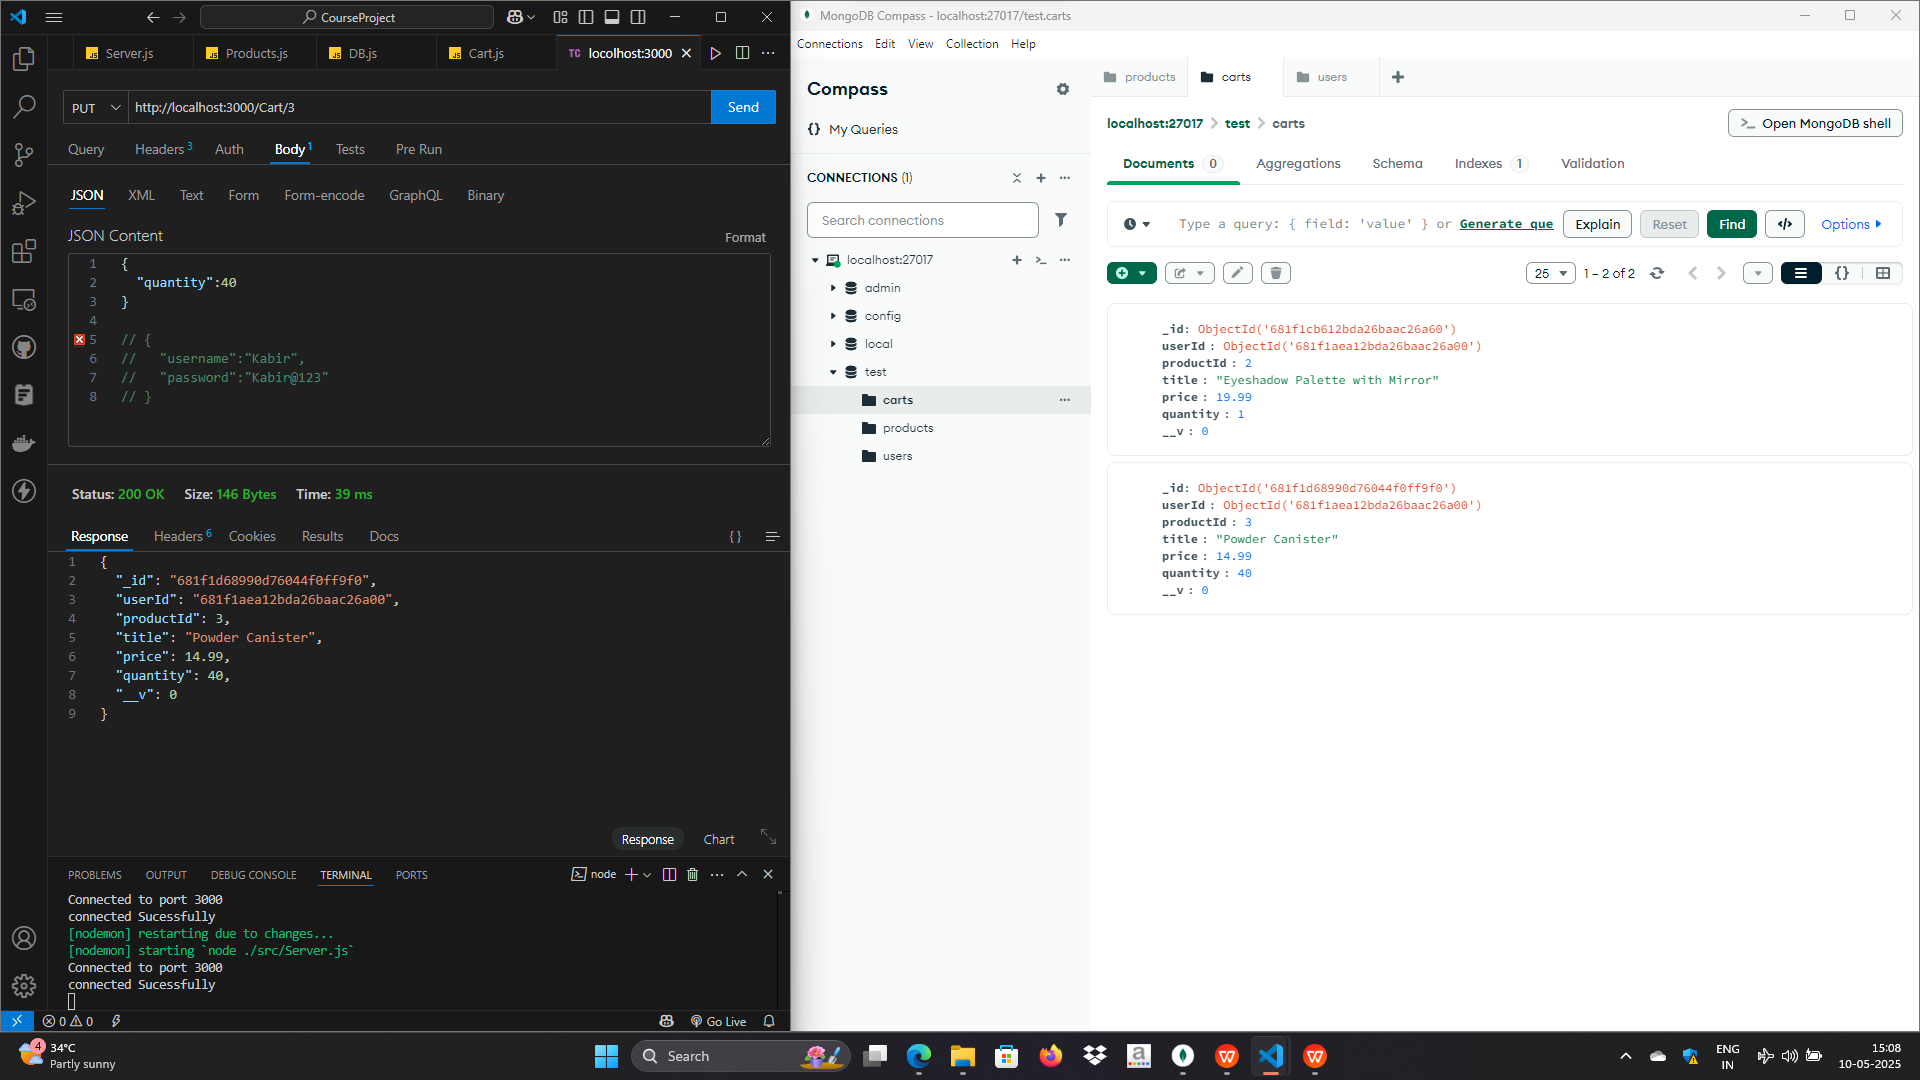 CourseProject
Server.js
Products.js
DB.js
Cart.js
TC locolhost:3000
PUT
http://localhost:3000/Cart/3
Send
Query
Headers 3
Auth
Body 1
Tests
Pre Run
JSON
XML
Text
Form
Form-encode
GraphQL
Binary
JSON Content
Format
1 {
2 "quantity":40
3 }
4
5 // {
6 // "username":"Kabir",
7 // "password":"Kabir@123"
8 // }
Status: 200 OK Size: 146 Bytes Time: 39 ms
Response
Headers 6
Cookies
Results
Docs
{ }
1 {
2 "_id": "681f1d68990d76044f0ff9f0",
3 "userId": "681f1aea12bda26baac26a00",
4 "productId": 3,
5 "title": "Powder Canister",
6 "price": 14.99,
7 "quantity": 40,
8 "__v": 0
9 }
Response
Chart
PROBLEMS
OUTPUT
DEBUG CONSOLE
TERMINAL
PORTS
node
Connected to port 3000
connected Sucessfully
[nodemon] restarting due to changes...
[nodemon] starting `node ./src/Server.js`
Connected to port 3000
connected Sucessfully
0 0
Go Live
MongoDB Compass - localhost:27017/test.carts
Connections Edit View Collection Help
Compass
{} My Queries
CONNECTIONS (1)
Search connections
localhost:27017
admin
config
local
test
carts
products
users
products
carts
users
localhost:27017 > test > carts
Open MongoDB shell
Documents 0
Aggregations
Schema
Indexes 1
Validation
Type a query: { field: 'value' } or Generate que
Explain
Reset
Find
</>
Options
25
1 – 2 of 2
{}
_id: ObjectId('681f1cb612bda26baac26a60')
userId : ObjectId('681f1aea12bda26baac26a00')
productId : 2
title : "Eyeshadow Palette with Mirror"
price : 19.99
quantity : 1
__v : 0
_id: ObjectId('681f1d68990d76044f0ff9f0')
userId : ObjectId('681f1aea12bda26baac26a00')
productId : 3
title : "Powder Canister"
price : 14.99
quantity : 40
__v : 0
4
34°C
Partly sunny
Search
ENG
IN
15:08
10-05-2025